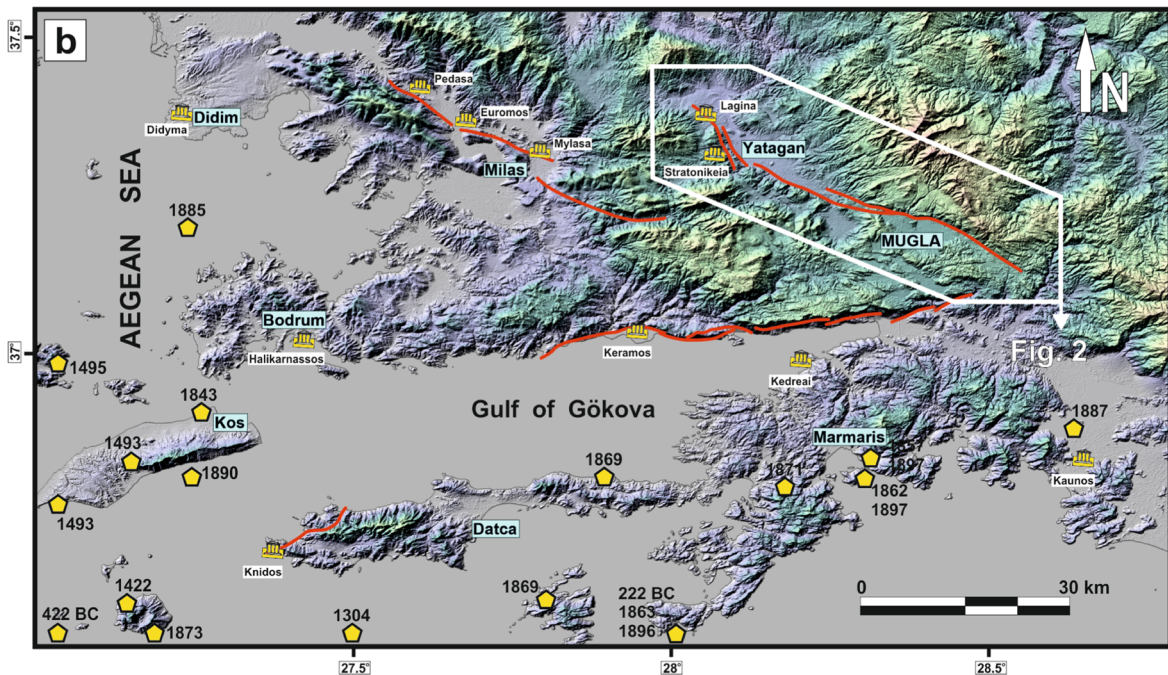 b
37.5
37
N
Pedasa
Euromos
Lagina
Didim
Didyma
Mylasa
Yatagan
Stratonikeia
Milas
AEGEAN SEA
1885
MUGLA
Bodrum
Halikarnassos
Keramos
Fig. 2
Kedreai
1495
1843
Kos
Gulf of Gökova
1887
Marmaris
1493
1890
1869
1871
1897
1862
1897
Kaunos
1493
Datca
Knidos
0 30 km
1422
1869
222 BC
1863
1896
422 BC
1873
1304
27.5
28
28.5